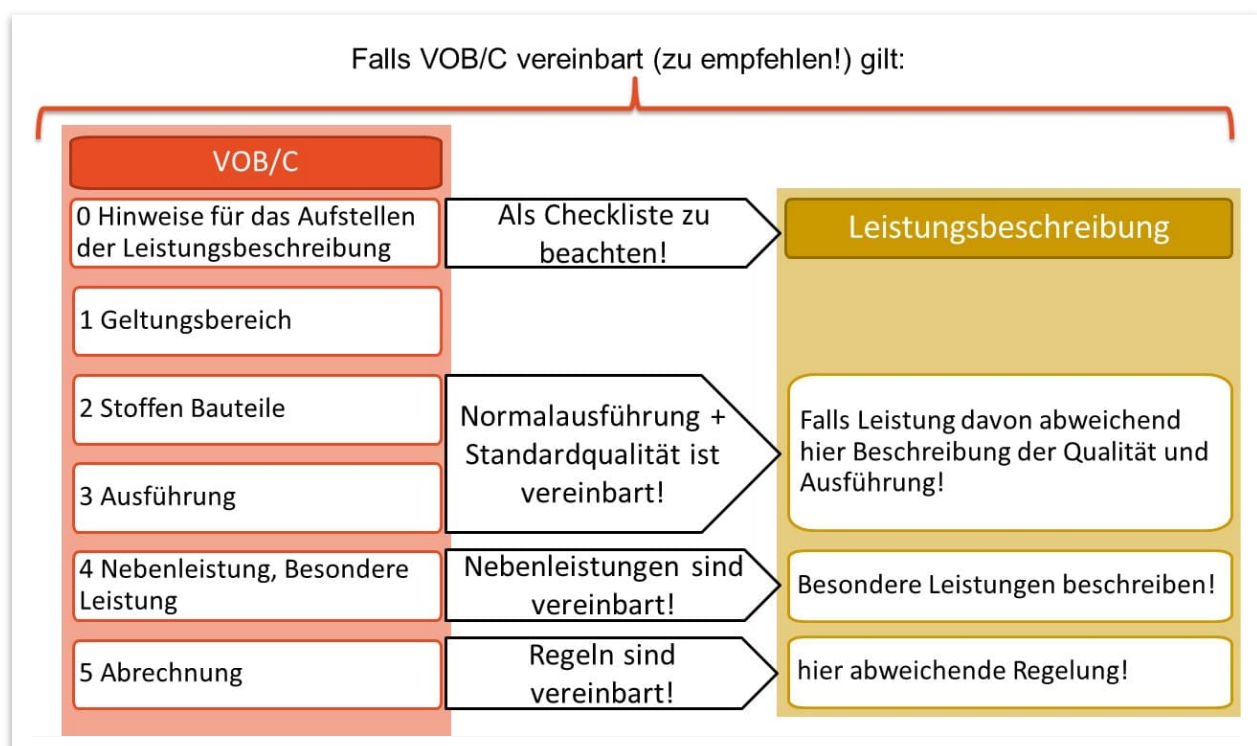 Falls VOB/C vereinbart (zu empfehlen!) gilt:
VOB/C
0 Hinweise für das Aufstellen
der Leistungsbeschreibung
Als Checkliste zu
beachten!
Leistungsbeschreibung
1 Geltungsbereich
2 Stoffen Bauteile
3 Ausführung
Normalausführung +
Standardqualität ist
vereinbart!
Falls Leistung davon abweichend
hier Beschreibung der Qualität und
Ausführung!
4 Nebenleistung, Besondere
Leistung
Nebenleistungen sind
vereinbart!
Besondere Leistungen beschreiben!
5 Abrechnung
Regeln sind
vereinbart!
hier abweichende Regelung!